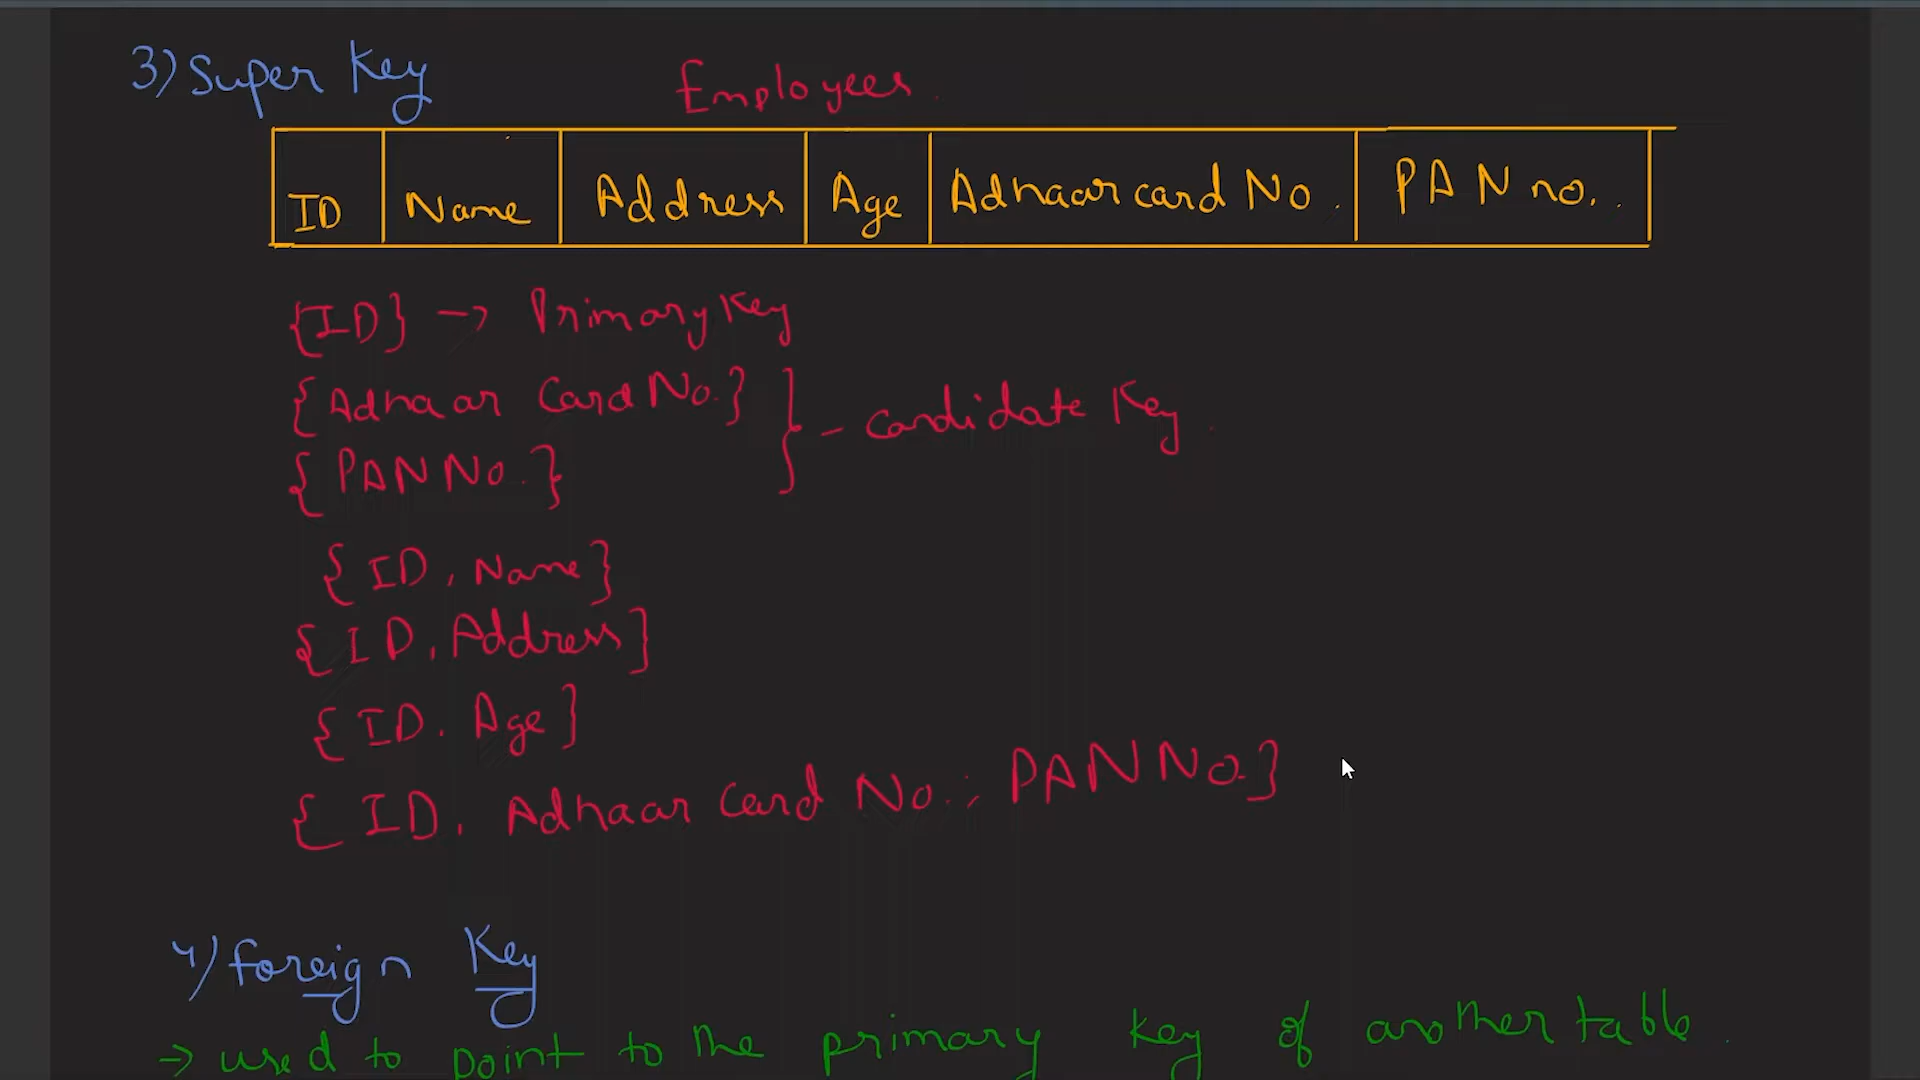 3) Super Key
Employees.
ID Name Address Age Adhaar card No. PAN no..
{ID} -> Primary Key
{Adhaar Card No.}
{PAN No.} } - Candidate Key.
{ID, Name}
{ID, Address}
{ID, Age}
{ID, Adhaar Card No., PAN No.}
4) Foreign Key
-> used to point to the primary key of another table.